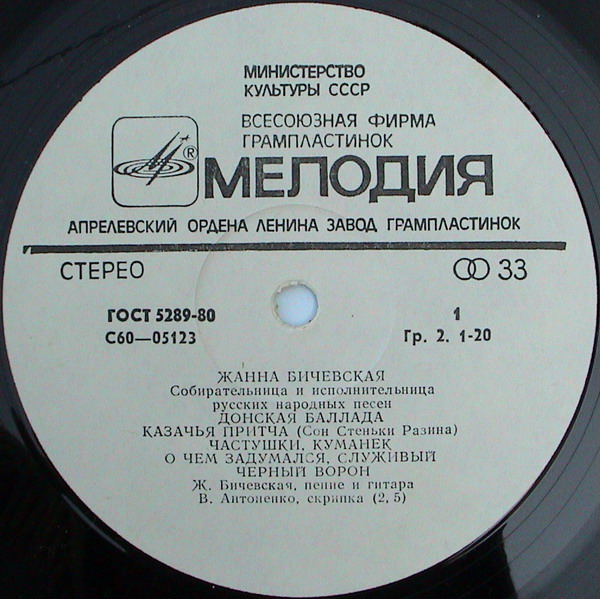 МИНИСТЕРСТВО
КУЛЬТУРЫ СССР
ВСЕСОЮЗНАЯ ФИРМА
ГРАМПЛАСТИНОК
® МЕЛОДИЯ
АПРЕЛЕВСКИЙ ОРДЕНА ЛЕНИНА ЗАВОД ГРАМПЛАСТИНОК
СТЕРЕО 33
ГОСТ 5289-80 1
С60—05123 Гр. 2. 1-20
ЖАННА БИЧЕВСКАЯ
Собирательница и исполнительница
русских народных песен
ДОНСКАЯ БАЛЛАДА
КАЗАЧЬЯ ПРИТЧА (Сон Стеньки Разина)
ЧАСТУШКИ, КУМАНЕК
О ЧЕМ ЗАДУМАЛСЯ, СЛУЖИВЫЙ
ЧЕРНЫЙ ВОРОН
Ж. Бичевская, пение и гитара
В. Антоненко, скрипка (2, 5)